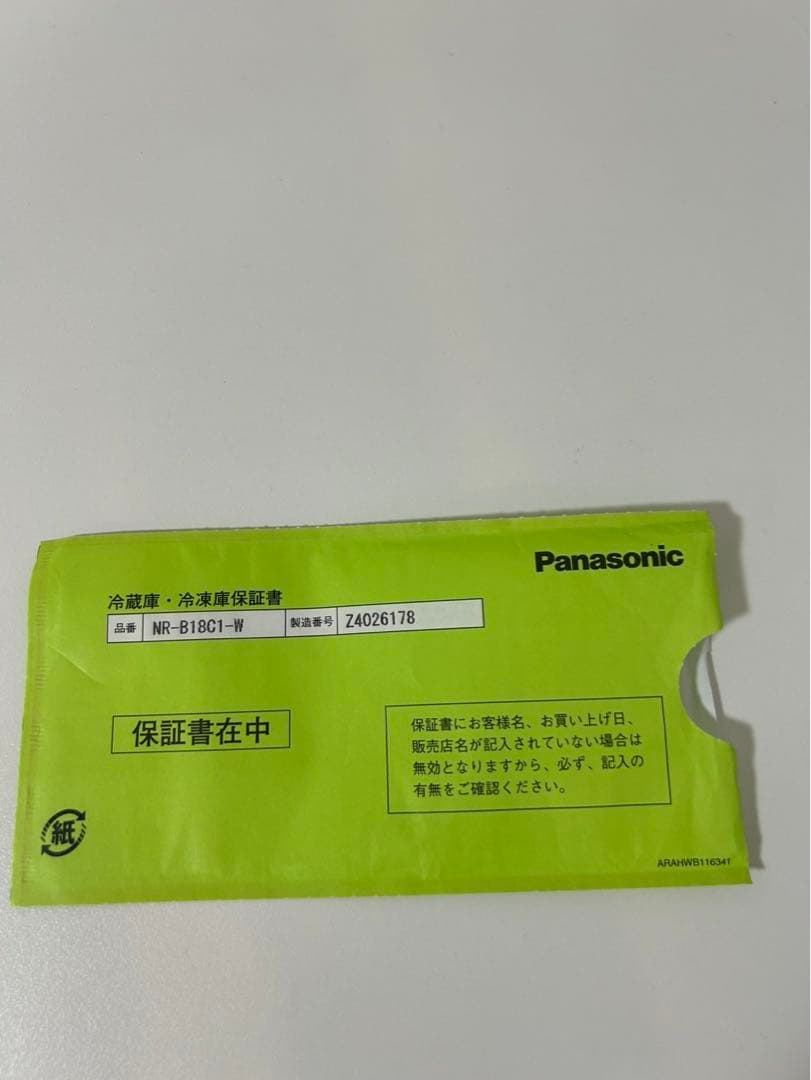 Panasonic
冷蔵庫・冷凍庫保証書
品番 NR-B18C1-W 製造番号 Z4026178
保証書在中
保証書にお客様名、お買い上げ日、
販売店名が記入されていない場合は
無効となりますから、必ず、記入の
有無をご確認ください。
紙
ARAHWB116341